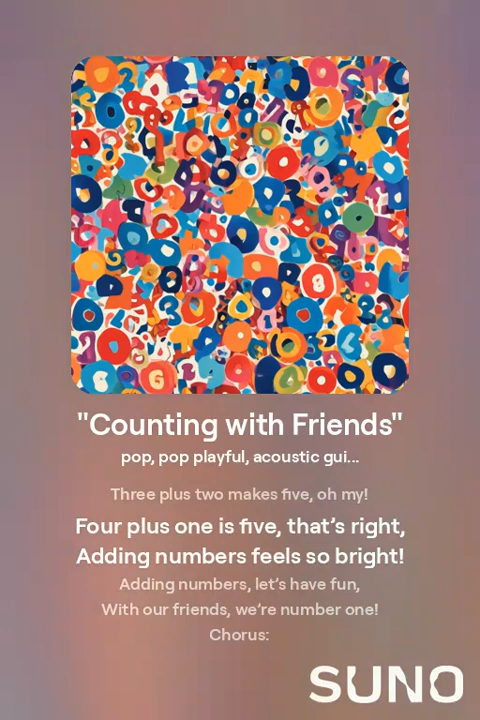 "Counting with Friends"
pop, pop playful, acoustic gui...
Three plus two makes five, oh my!
Four plus one is five, that's right,
Adding numbers feels so bright!
Adding numbers, let's have fun,
With our friends, we're number one!
Chorus:
SUNO